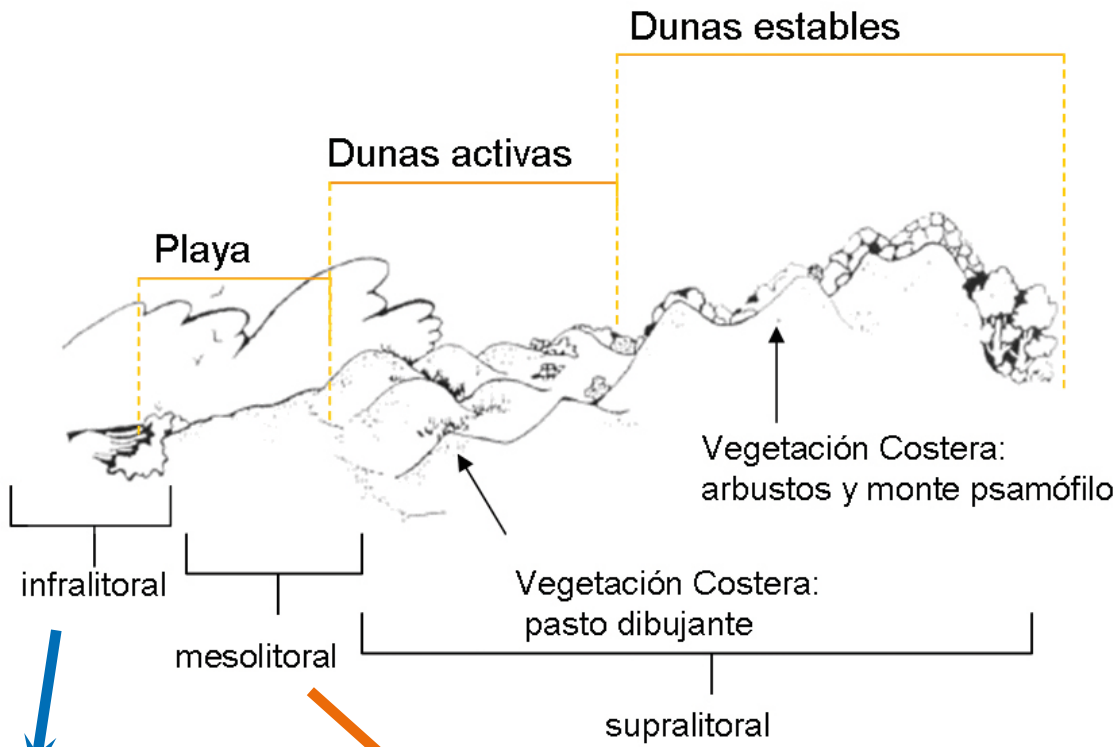 Dunas estables
Dunas activas
Playa
Vegetación Costera:
arbustos y monte psamófilo
infralitoral
Vegetación Costera:
pasto dibujante
mesolitoral
supralitoral